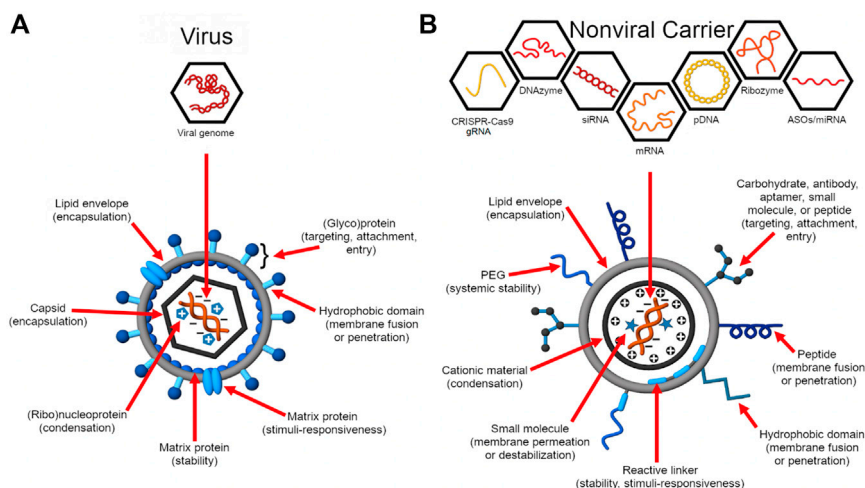 A
Virus
Viral genome
Lipid envelope
(encapsulation)
(Glyco)protein
(targeting, attachment,
entry)
Capsid
(encapsulation)
Hydrophobic domain
(membrane fusion
or penetration)
(Ribo)nucleoprotein
(condensation)
Matrix protein
(stimuli-responsiveness)
Matrix protein
(stability)
B
Nonviral Carrier
CRISPR-Cas9
gRNA
DNAzyme
siRNA
mRNA
pDNA
Ribozyme
ASOs/miRNA
Lipid envelope
(encapsulation)
Carbohydrate, antibody,
aptamer, small
molecule, or peptide
(targeting, attachment,
entry)
PEG
(systemic stability)
Cationic material
(condensation)
Peptide
(membrane fusion
or penetration)
Small molecule
(membrane permeation
or destabilization)
Hydrophobic domain
(membrane fusion
or penetration)
Reactive linker
(stability, stimuli-responsiveness)